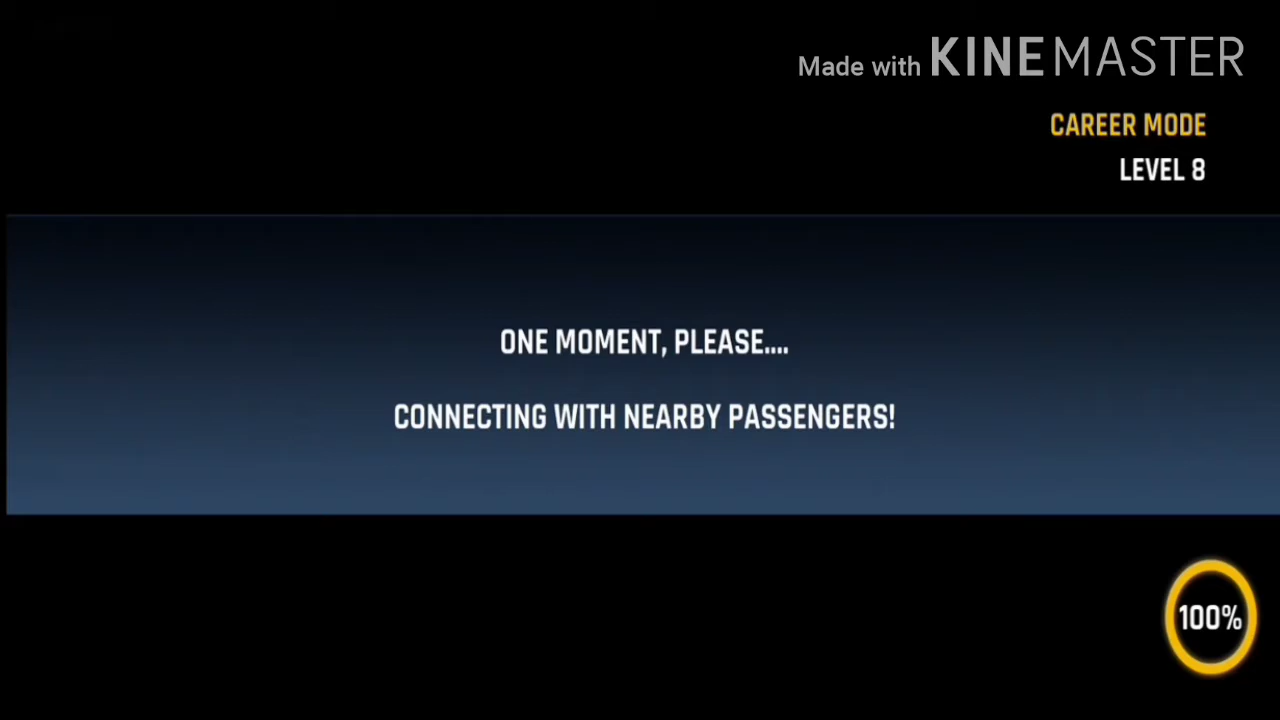 Made with KINEMASTER
CAREER MODE
LEVEL 8
ONE MOMENT, PLEASE....
CONNECTING WITH NEARBY PASSENGERS!
100%